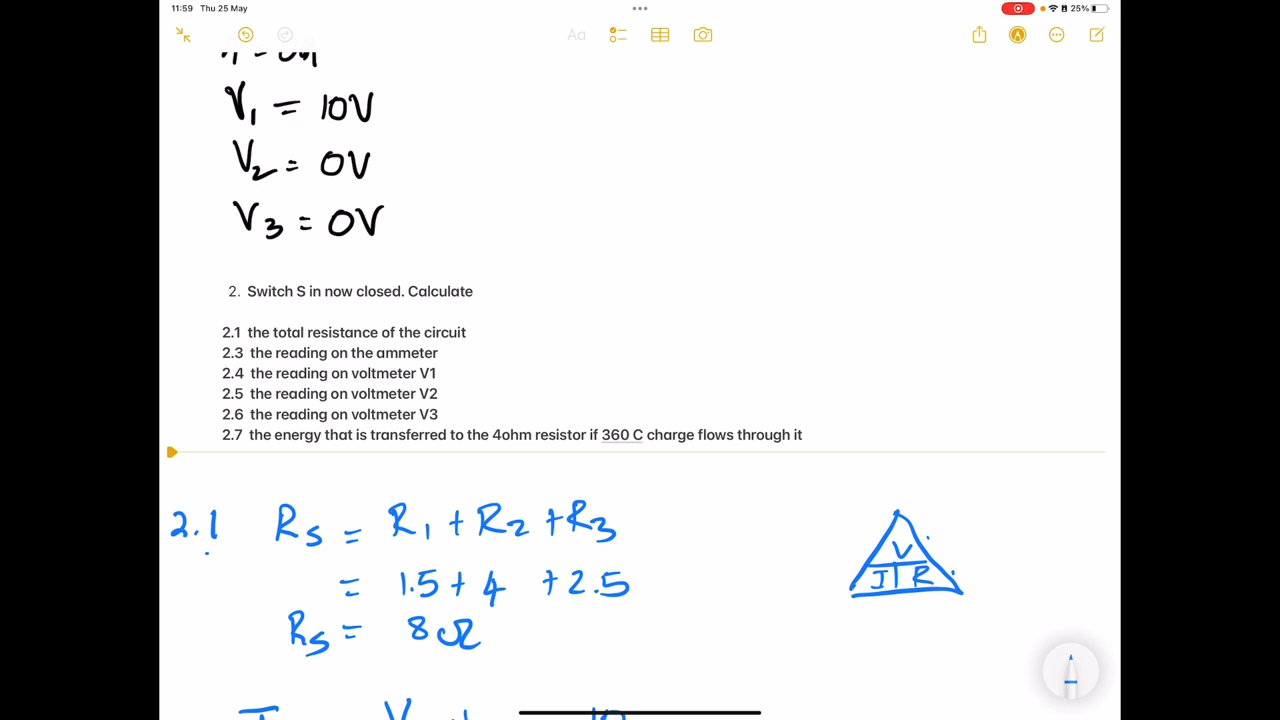 11:59 Thu 25 May
25%
Aa
V1 = 10V
V2 = 0V
V3 = 0V
2. Switch S in now closed. Calculate
2.1 the total resistance of the circuit
2.3 the reading on the ammeter
2.4 the reading on voltmeter V1
2.5 the reading on voltmeter V2
2.6 the reading on voltmeter V3
2.7 the energy that is transferred to the 4ohm resistor if 360 C charge flows through it
2.1 Rs = R1 + R2 + R3
= 1.5 + 4 + 2.5
Rs = 8Ω
V
I R